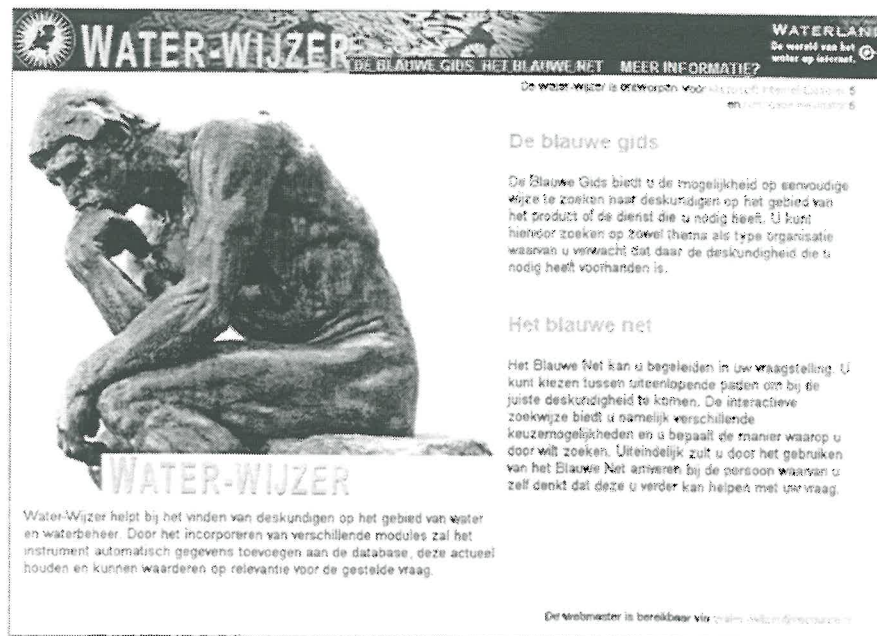 WATER-WIJZER
DE BLAUWE GIDS HET BLAUWE NET MEER INFORMATIE?
WATERLAND
De wereld van het
water op internet.
De water-wijzer is ontworpen voor Microsoft Internet Explorer 5
en 6
De blauwe gids
De Blauwe Gids biedt u de mogelijkheid op eenvoudige
wijze te zoeken naar deskundigen op het gebied van
het product of de dienst die u nodig heeft. U kunt
hierdoor zoeken op zowel thema als type organisatie
waarvan u verwacht dat daar de deskundigheid die u
nodig heeft voorhanden is.
Het blauwe net
Het Blauwe Net kan u begeleiden in uw vraagstelling. U
kunt kiezen tussen uiteenlopende paden om bij de
juiste deskundigheid te komen. De interactieve
zoekwijze biedt u namelijk verschillende
keuzemogelijkheden en u bepaalt de manier waarop u
door wilt zoeken. Uiteindelijk zult u door het gebruiken
van het Blauwe Net arriveren bij de persoon waarvan u
zelf denkt dat deze u verder kan helpen met uw vraag.
WATER-WIJZER
Water-Wijzer helpt bij het vinden van deskundigen op het gebied van water
en waterbeheer. Door het incorporeren van verschillende modules zal het
instrument automatisch gegevens toevoegen aan de database, deze actueel
houden en kunnen waarderen op relevantie voor de gestelde vraag.
De webmaster is bereikbaar via